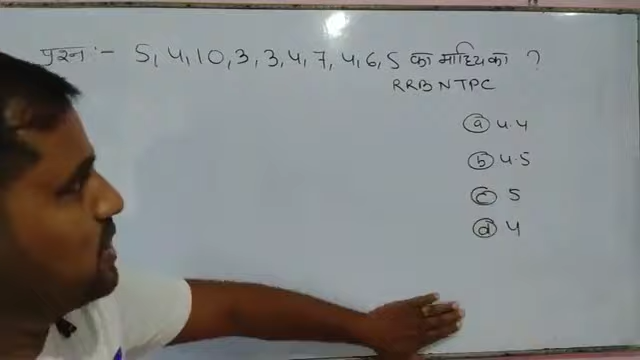 प्रश्न :- 5, 4, 10, 3, 3, 4, 7, 4, 6, 5 का माध्यिका ?
RRB NTPC
(a) 4.4
(b) 4.5
(c) 5
(d) 4